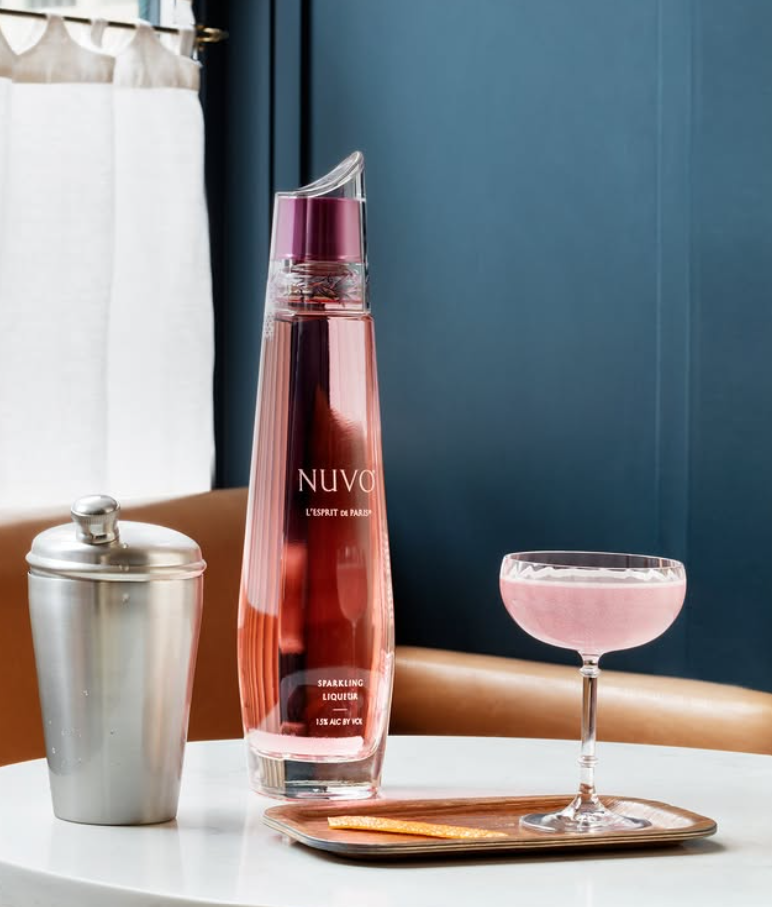 NUVO
L'ESPRIT DE PARIS®
SPARKLING
LIQUEUR
15% ALC BY VOL